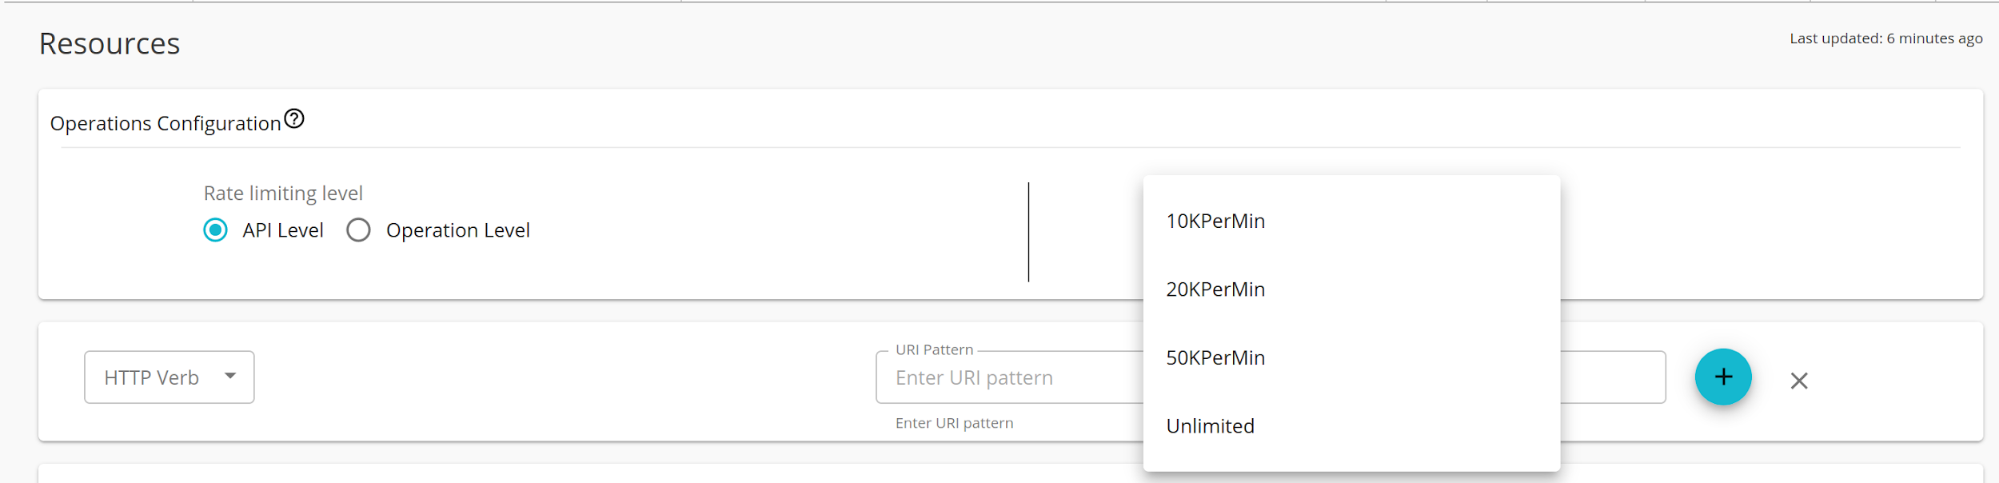 Resources
Last updated: 6 minutes ago
Operations Configuration
Rate limiting level
API Level
Operation Level
10KPerMin
20KPerMin
50KPerMin
Unlimited
HTTP Verb
URI Pattern
Enter URI pattern
Enter URI pattern